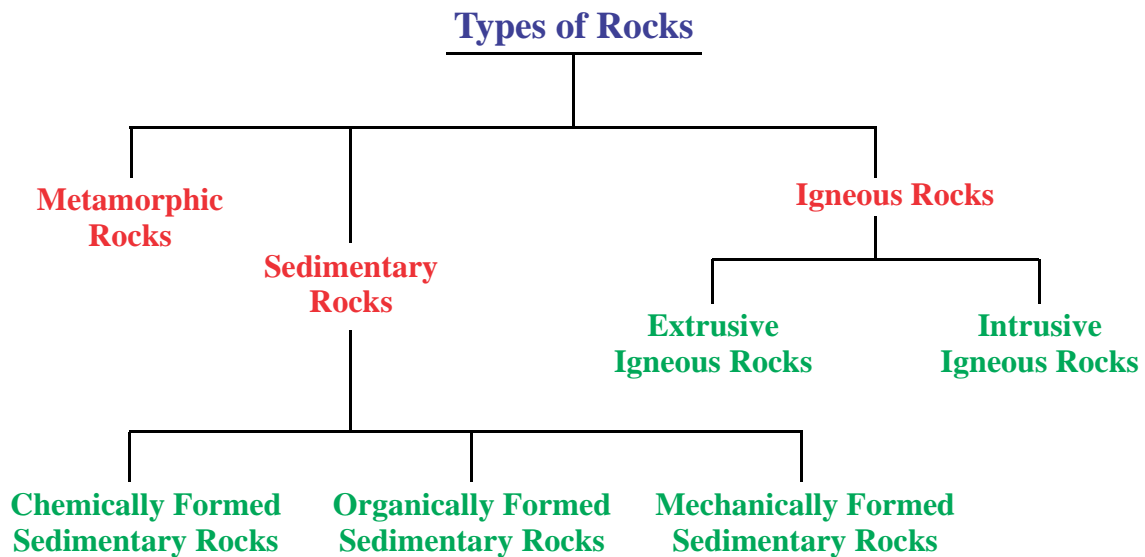 Types of Rocks
Metamorphic
Rocks
Igneous Rocks
Sedimentary
Rocks
Extrusive
Igneous Rocks
Intrusive
Igneous Rocks
Chemically Formed
Sedimentary Rocks
Organically Formed
Sedimentary Rocks
Mechanically Formed
Sedimentary Rocks